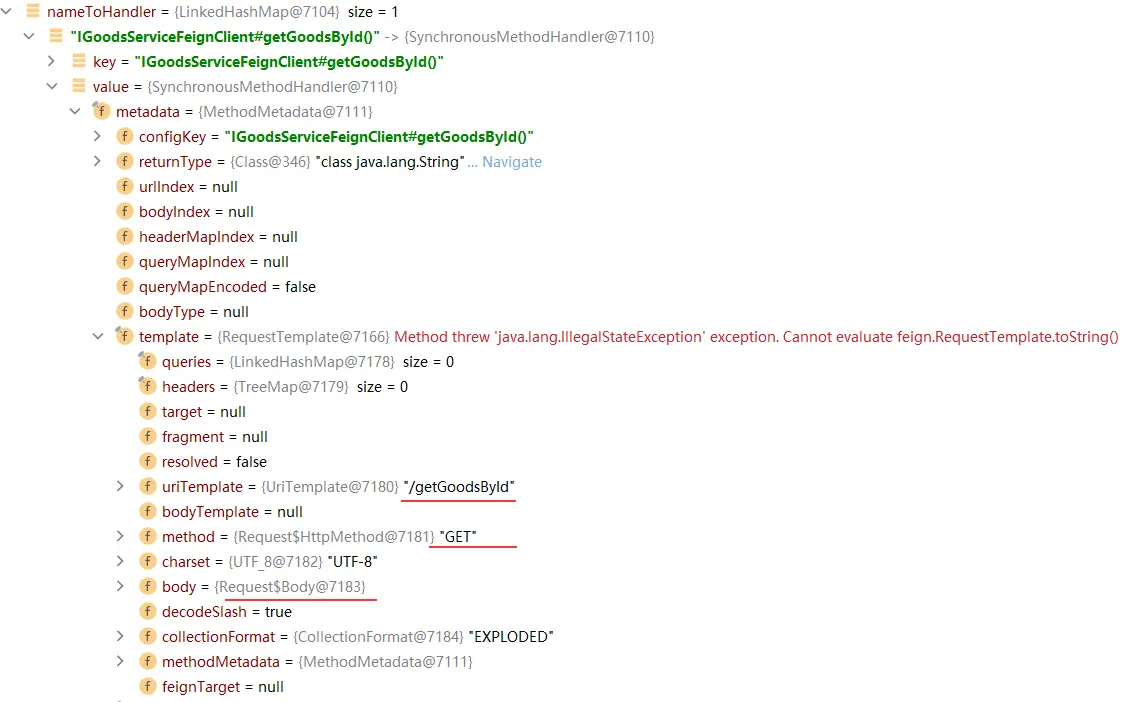 nameToHandler = {LinkedHashMap@7104} size = 1
"IGoodsServiceFeignClient#getGoodsById()" -> {SynchronousMethodHandler@7110}
key = "IGoodsServiceFeignClient#getGoodsById()"
value = {SynchronousMethodHandler@7110}
f metadata = {MethodMetadata@7111}
f configKey = "IGoodsServiceFeignClient#getGoodsById()"
f returnType = {Class@346} "class java.lang.String" ... Navigate
f urlIndex = null
f bodyIndex = null
f headerMapIndex = null
f queryMapIndex = null
f queryMapEncoded = false
f bodyType = null
f template = {RequestTemplate@7166} Method threw 'java.lang.IllegalStateException' exception. Cannot evaluate feign.RequestTemplate.toString()
f queries = {LinkedHashMap@7178} size = 0
f headers = {TreeMap@7179} size = 0
f target = null
f fragment = null
f resolved = false
f uriTemplate = {UriTemplate@7180} "/getGoodsById"
f bodyTemplate = null
f method = {Request$HttpMethod@7181} "GET"
f charset = {UTF_8@7182} "UTF-8"
f body = {Request$Body@7183}
f decodeSlash = true
f collectionFormat = {CollectionFormat@7184} "EXPLODED"
f methodMetadata = {MethodMetadata@7111}
f feignTarget = null